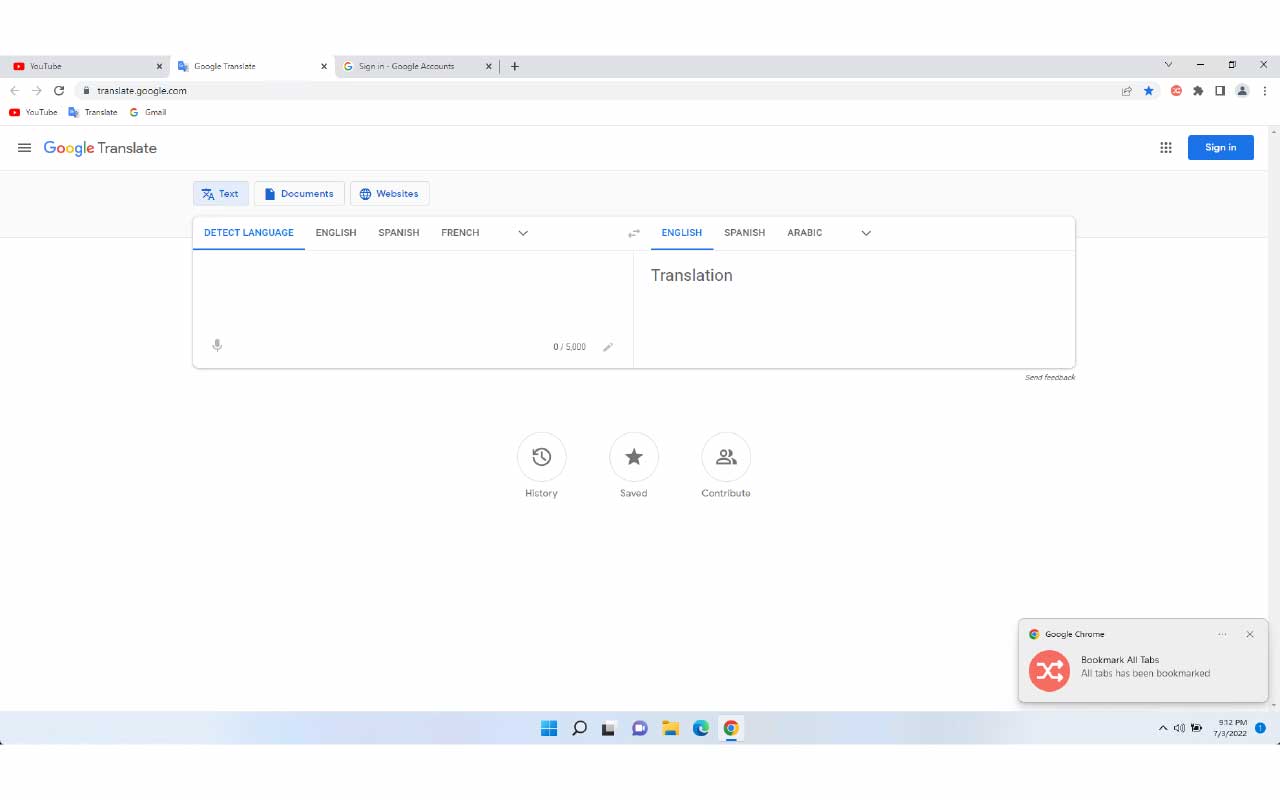 YouTube
Google Translate
Sign in - Google Accounts
translate.google.com
YouTube
Translate
Gmail
Google Translate
Sign in
Text
Documents
Websites
DETECT LANGUAGE
ENGLISH
SPANISH
FRENCH
ENGLISH
SPANISH
ARABIC
Translation
0 / 5,000
Send feedback
History
Saved
Contribute
Google Chrome
Bookmark All Tabs
All tabs has been bookmarked
9:12 PM
7/3/2022
1